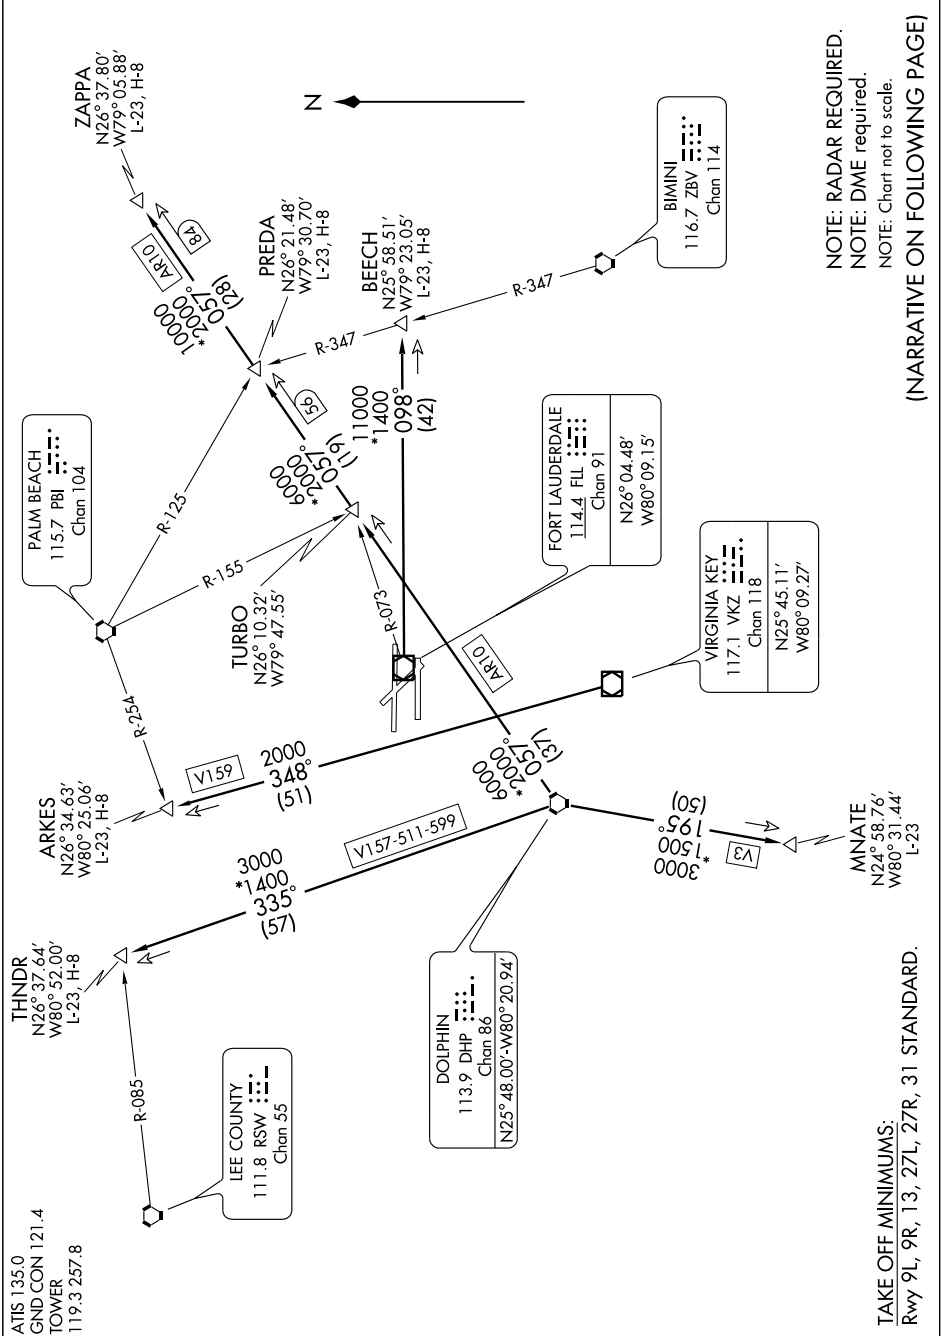 ATIS 135.0
GND CON 121.4
TOWER
119.3 257.8
THNDR
N26° 37.64′
W80° 52.00′
L-23, H-8
ARKES
N26° 34.63′
W80° 25.06′
L-23, H-8
PALM BEACH
115.7 PBI
Chan 104
ZAPPA
N26° 37.80′
W79° 05.88′
L-23, H-8
N
LEE COUNTY
111.8 RSW
Chan 55
R-085
R-254
R-155
R-125
3000
*1400
335°
(57)
V157-511-599
2000
348°
(51)
V159
TURBO
N26° 10.32′
W79° 47.55′
R-073
6000
*2000
057°
(19)
56
10000
*2000
057°
(28)
AR10
84
PREDA
N26° 21.48′
W79° 30.70′
L-23, H-8
R-347
BEECH
N25° 58.51′
W79° 23.05′
L-23, H-8
R-347
11000
*1400
098°
(42)
AR10
6000
*2000
057°
(37)
DOLPHIN
113.9 DHP
Chan 86
N25° 48.00′-W80° 20.94′
FORT LAUDERDALE
114.4 FLL
Chan 91
N26° 04.48′
W80° 09.15′
BIMINI
116.7 ZBV
Chan 114
VIRGINIA KEY
117.1 VKZ
Chan 118
N25° 45.11′
W80° 09.27′
3000
*1500
195°
(50)
V3
MNATE
N24° 58.76′
W80° 31.44′
L-23
NOTE: RADAR REQUIRED.
NOTE: DME required.
NOTE: Chart not to scale.
(NARRATIVE ON FOLLOWING PAGE)
TAKE OFF MINIMUMS:
Rwy 9L, 9R, 13, 27L, 27R, 31 STANDARD.